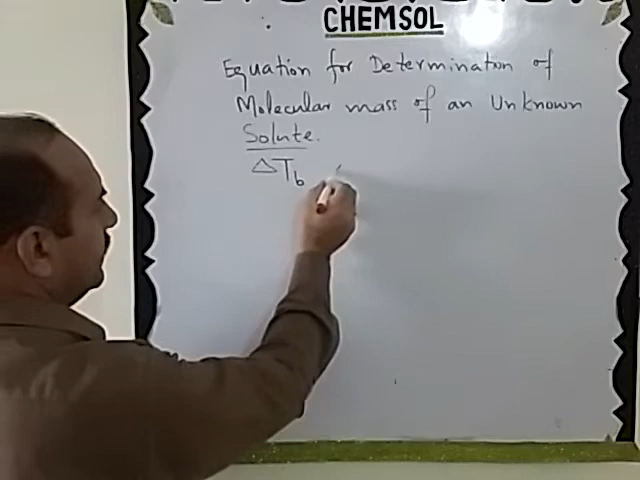 CHEMSOL
Equation for Determination of
Molecular mass of an Unknown
Solute.
ΔTb